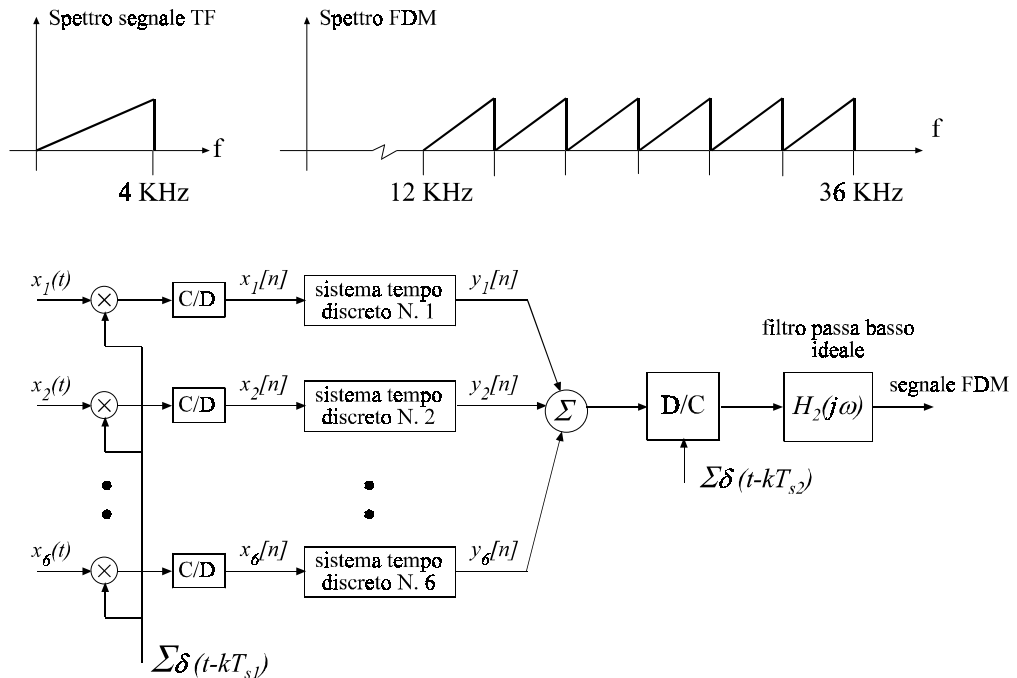 Spettro segnale TF
f
4 KHz
Spettro FDM
f
12 KHz
36 KHz
x₁(t)
×
C/D
x₁[n]
sistema tempo
discreto N. 1
y₁[n]
x₂(t)
×
C/D
x₂[n]
sistema tempo
discreto N. 2
y₂[n]
x₆(t)
×
C/D
x₆[n]
sistema tempo
discreto N. 6
y₆[n]
Σδ (t-kTₛ₁)
Σ
D/C
Σδ (t-kTₛ₂)
filtro passa basso
ideale
H₂(jω)
segnale FDM